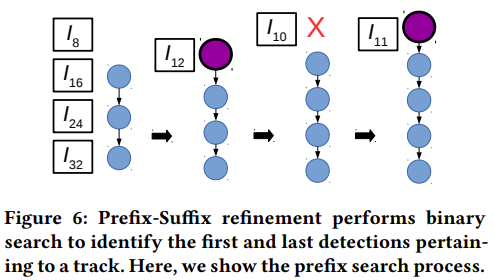 I8
I16
I24
I32
I12
I10
X
I11
Figure 6: Prefix-Suffix refinement performs binary
search to identify the first and last detections pertain-
ing to a track. Here, we show the prefix search process.